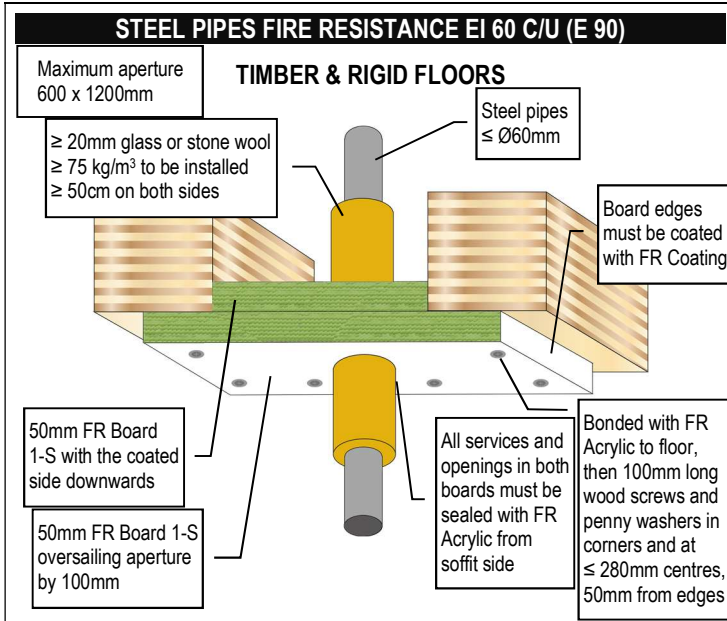 STEEL PIPES FIRE RESISTANCE EI 60 C/U (E 90)
Maximum aperture
600 x 1200mm
TIMBER & RIGID FLOORS
≥ 20mm glass or stone wool
≥ 75 kg/m³ to be installed
≥ 50cm on both sides
Steel pipes
≤ Ø60mm
Board edges
must be coated
with FR Coating
50mm FR Board
1-S with the coated
side downwards
50mm FR Board 1-S
oversailing aperture
by 100mm
All services and
openings in both
boards must be
sealed with FR
Acrylic from
soffit side
Bonded with FR
Acrylic to floor,
then 100mm long
wood screws and
penny washers in
corners and at
≤ 280mm centres,
50mm from edges